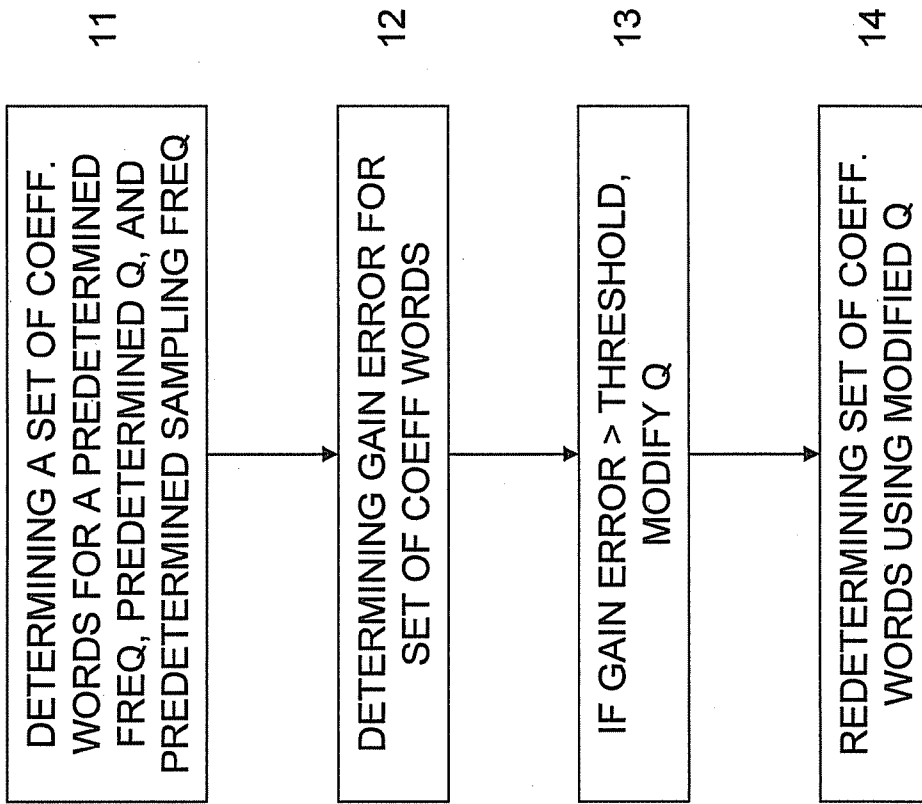 DETERMINING A SET OF COEFF.
WORDS FOR A PREDETERMINED
FREQ, PREDETERMINED Q, AND
PREDETERMINED SAMPLING FREQ
11
DETERMINING GAIN ERROR FOR
SET OF COEFF WORDS
12
IF GAIN ERROR > THRESHOLD,
MODIFY Q
13
REDETERMINING SET OF COEFF.
WORDS USING MODIFIED Q
14